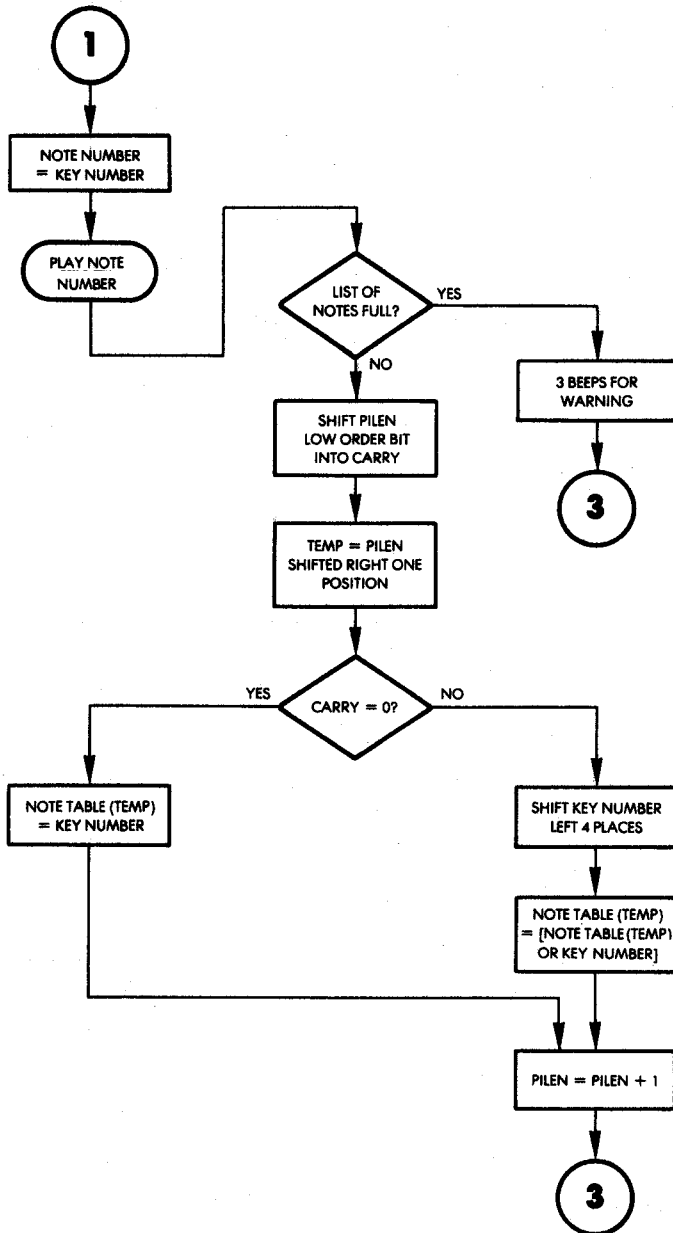 1
NOTE NUMBER
= KEY NUMBER
PLAY NOTE
NUMBER
LIST OF
NOTES FULL?
YES
NO
3 BEEPS FOR
WARNING
3
SHIFT PILEN
LOW ORDER BIT
INTO CARRY
TEMP = PILEN
SHIFTED RIGHT ONE
POSITION
CARRY = 0?
YES
NO
NOTE TABLE (TEMP)
= KEY NUMBER
SHIFT KEY NUMBER
LEFT 4 PLACES
NOTE TABLE (TEMP)
= [NOTE TABLE (TEMP)
OR KEY NUMBER]
PILEN = PILEN + 1
3